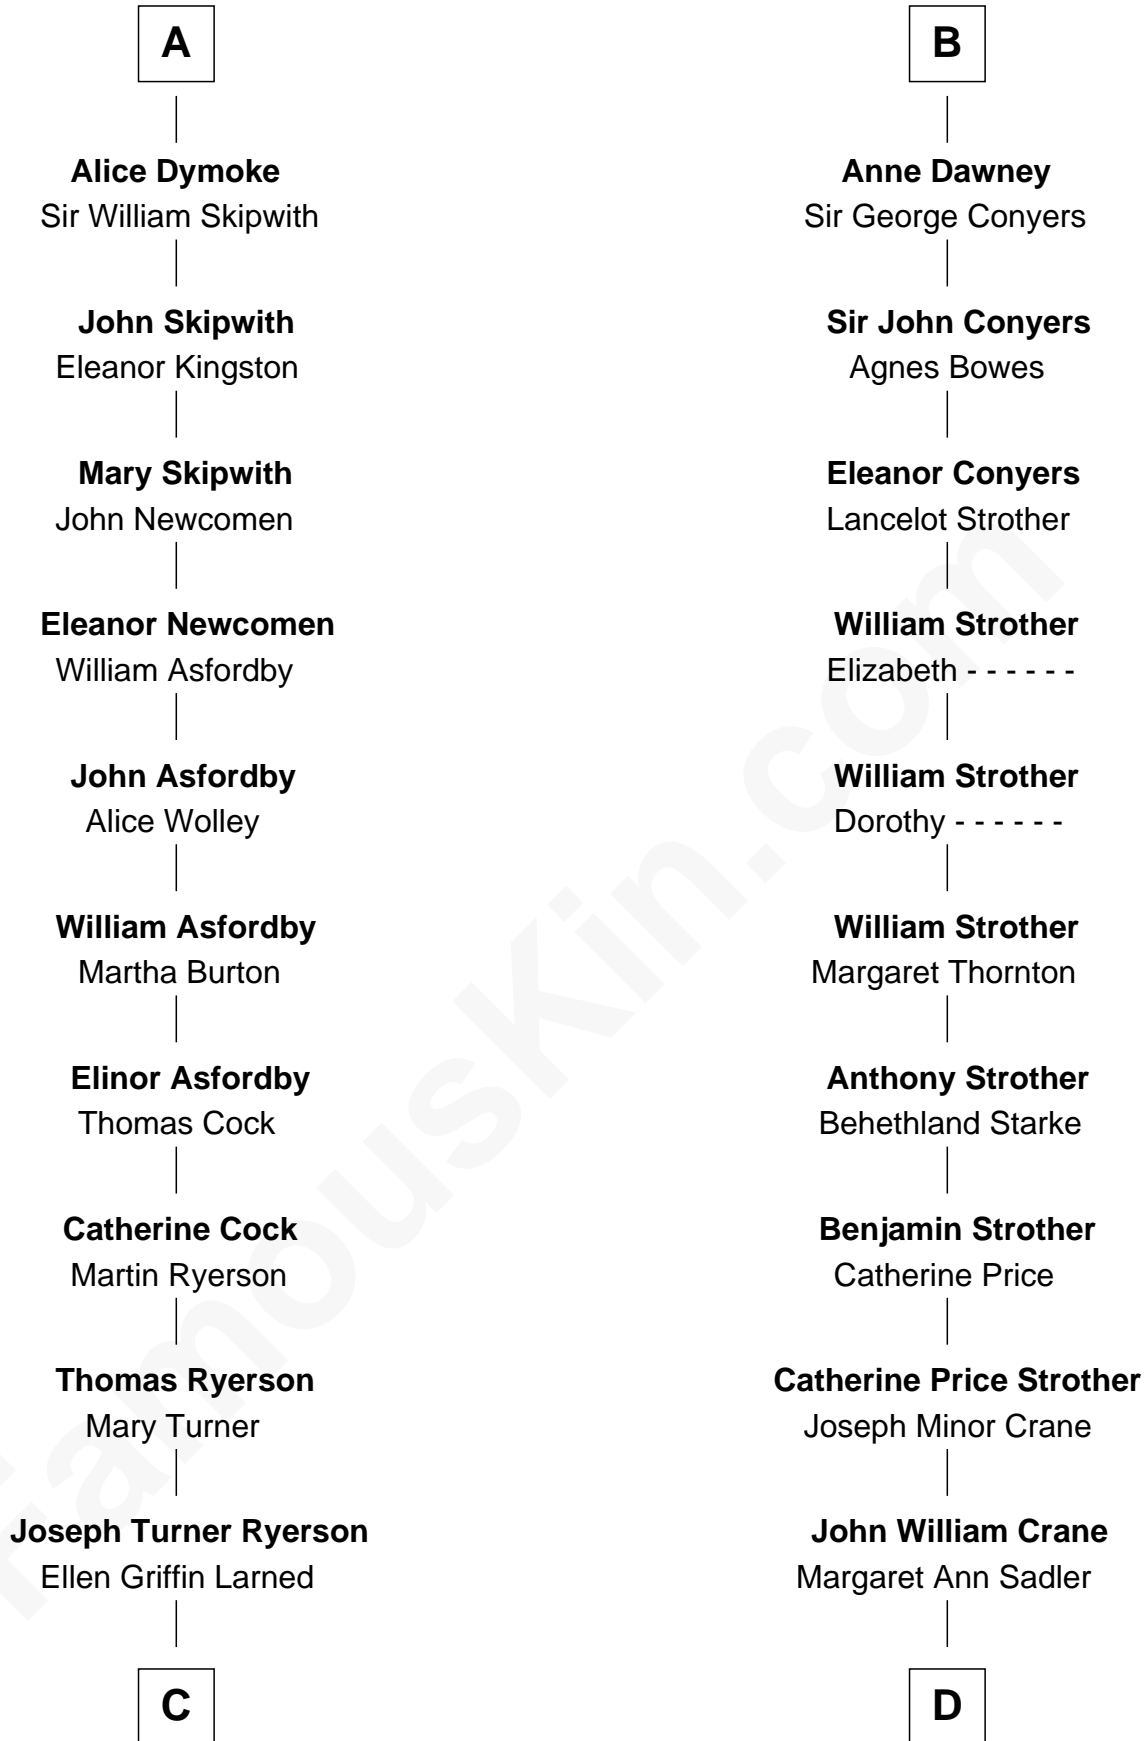 A
Alice Dymoke
Sir William Skipwith
John Skipwith
Eleanor Kingston
Mary Skipwith
John Newcomen
Eleanor Newcomen
William Asfordby
John Asfordby
Alice Wolley
William Asfordby
Martha Burton
Elinor Asfordby
Thomas Cock
Catherine Cock
Martin Ryerson
Thomas Ryerson
Mary Turner
Joseph Turner Ryerson
Ellen Griffin Larned
C
B
Anne Dawney
Sir George Conyers
Sir John Conyers
Agnes Bowes
Eleanor Conyers
Lancelot Strother
William Strother
Elizabeth - - - - - -
William Strother
Dorothy - - - - - -
William Strother
Margaret Thornton
Anthony Strother
Behethland Starke
Benjamin Strother
Catherine Price
Catherine Price Strother
Joseph Minor Crane
John William Crane
Margaret Ann Sadler
D
FamousKin.com